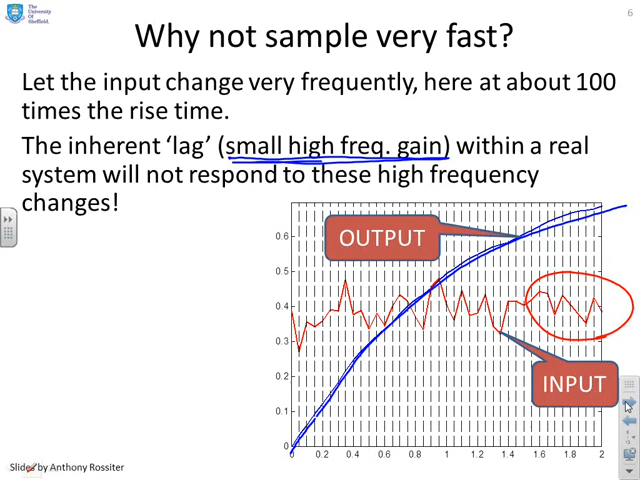 The
University
Of
Sheffield.
6
Why not sample very fast?
Let the input change very frequently, here at about 100
times the rise time.
The inherent ‘lag’ (small high freq. gain) within a real
system will not respond to these high frequency
changes!
OUTPUT
INPUT
0.6
0.5
0.4
0.3
0.2
0.1
0
0 0.2 0.4 0.6 0.8 1 1.2 1.4 1.6 1.8 2
Slides by Anthony Rossiter